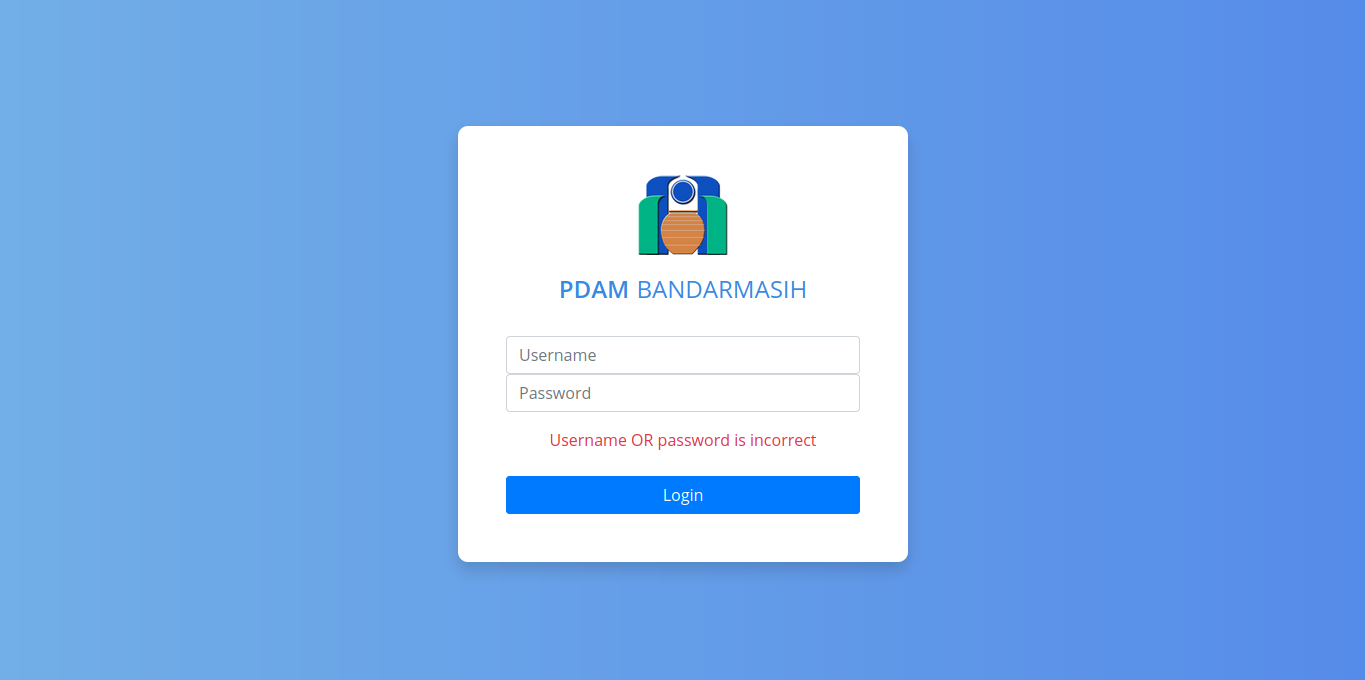 PDAM BANDARMASIH
Username
Password
Username OR password is incorrect
Login